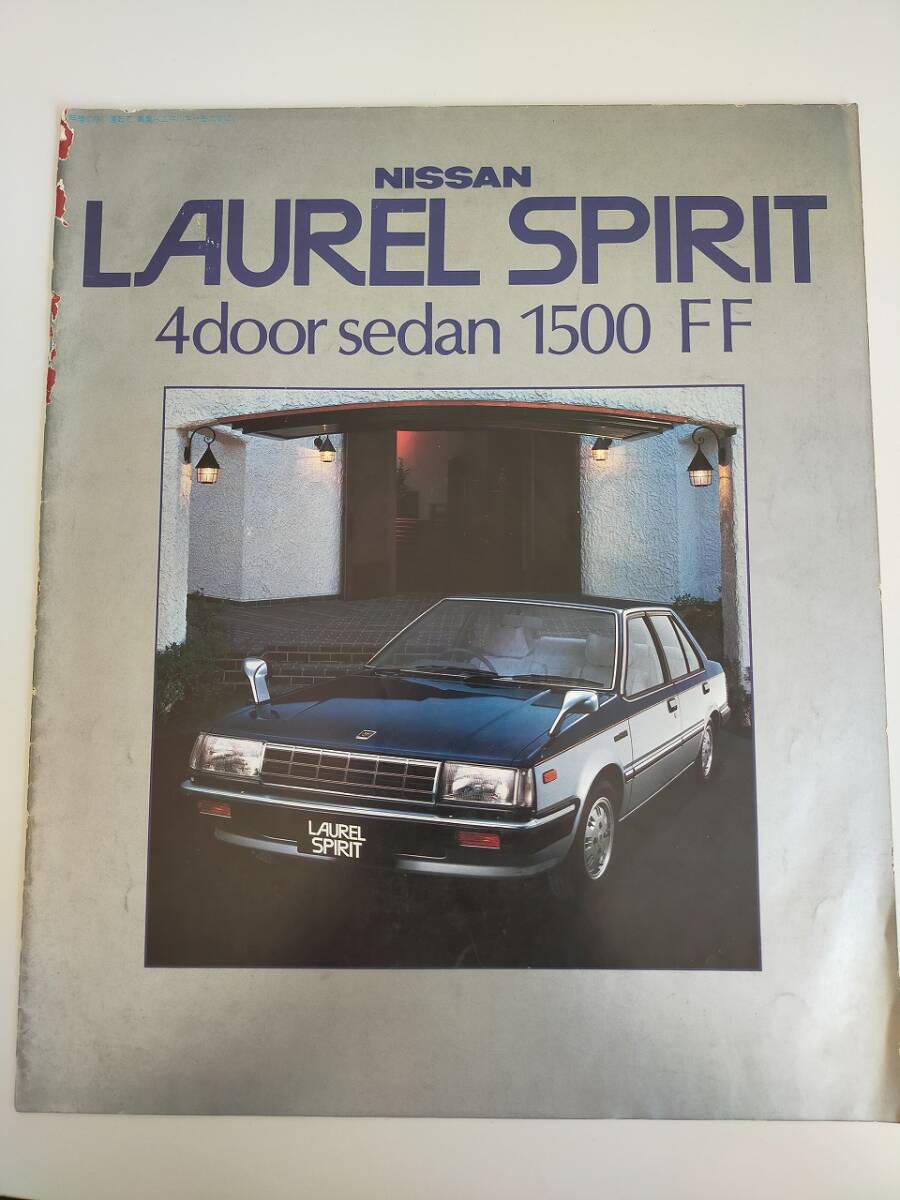 NISSAN
LAUREL SPIRIT
4door sedan 1500 FF
LAUREL
SPIRIT